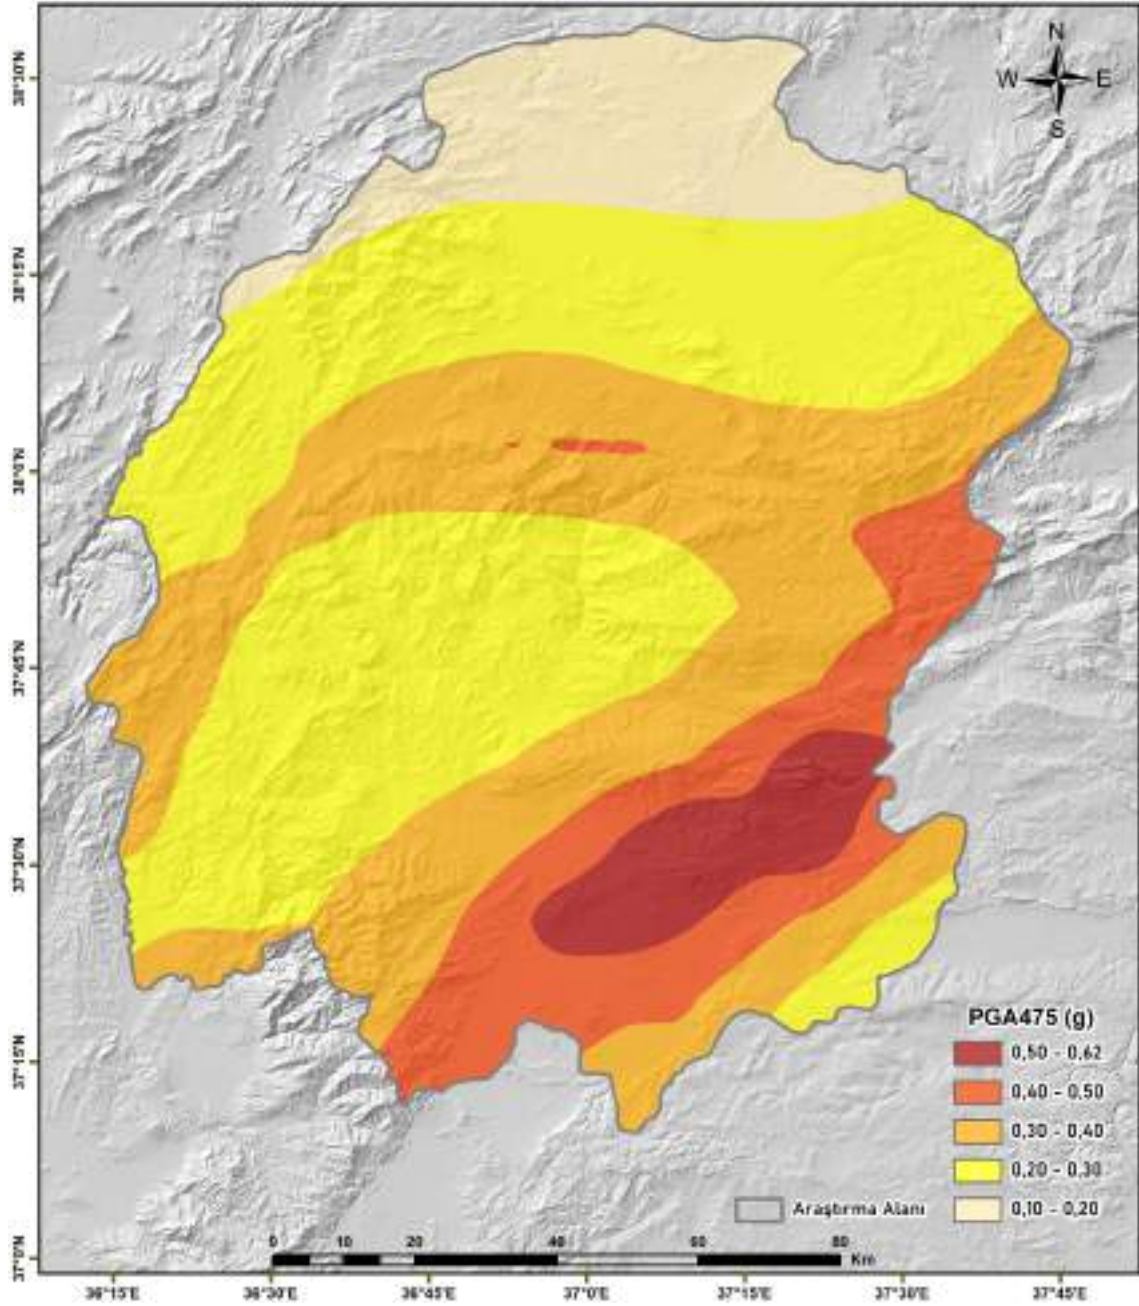 N
W E
S
38°30'N
38°15'N
38°0'N
37°45'N
37°30'N
37°15'N
37°0'N
PGA475 (g)
0,50 - 0,62
0,40 - 0,50
0,30 - 0,40
0,20 - 0,30
0,10 - 0,20
Araştırma Alanı
0 10 20 40 60 80
Km
36°15'E 36°30'E 36°45'E 37°0'E 37°15'E 37°30'E 37°45'E